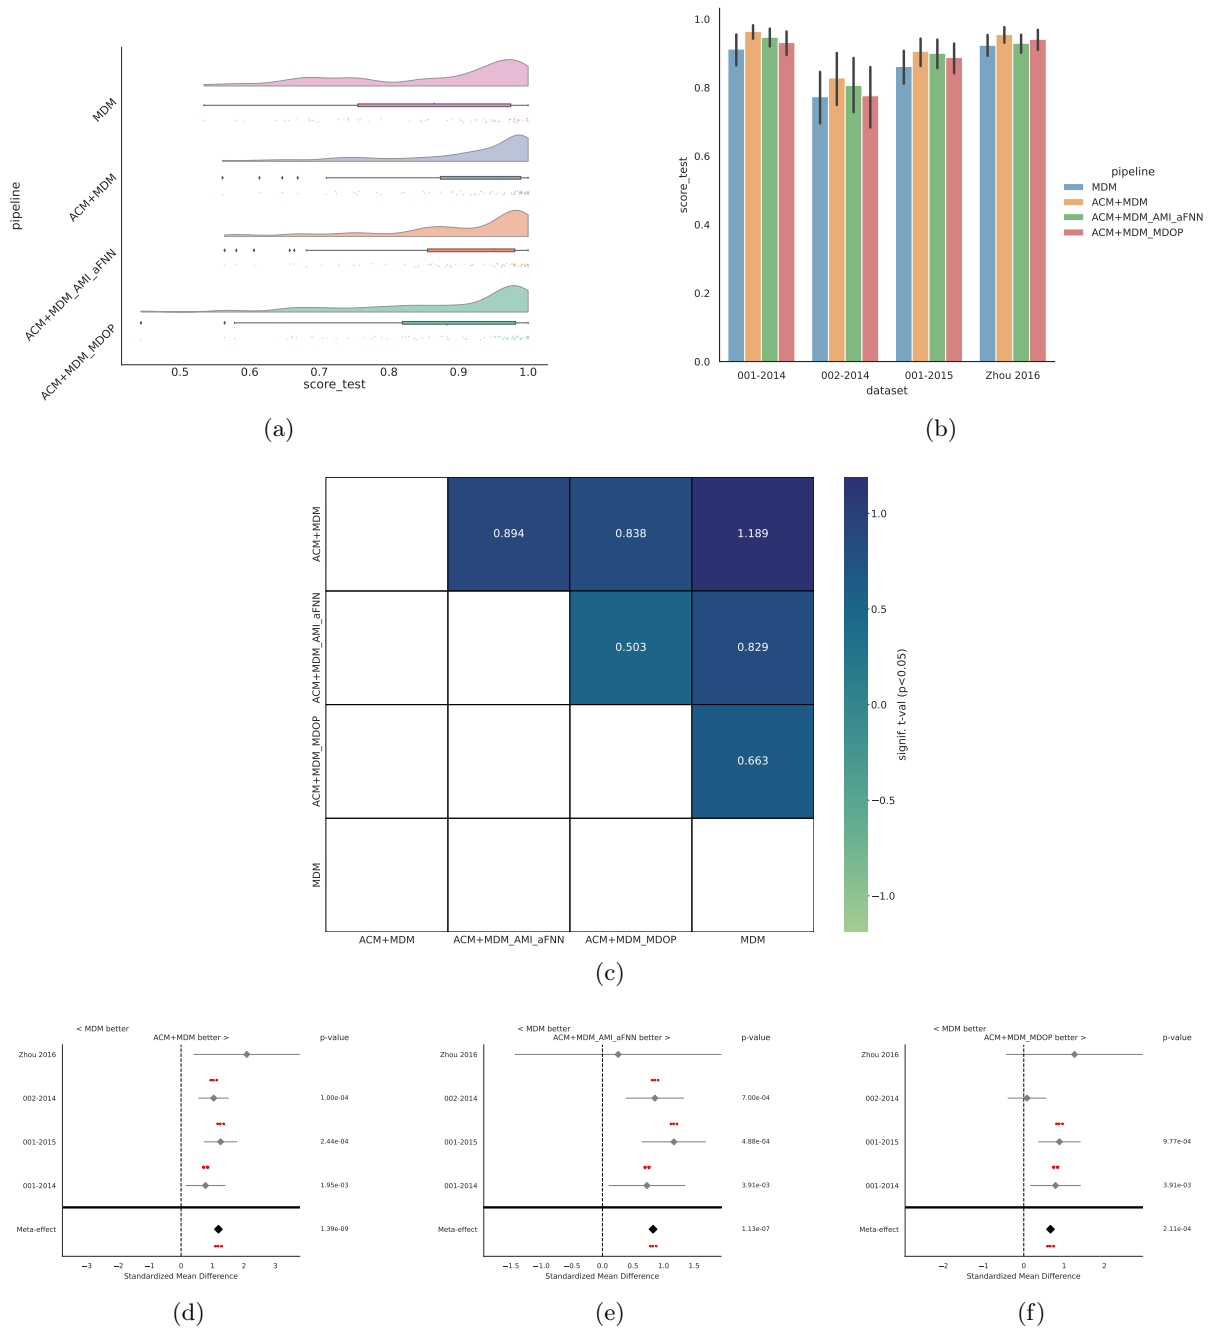 MDM
ACM+MDM
ACM+MDM_AMI_aFNN
ACM+MDM_MDOP
pipeline
0.5 0.6 0.7 0.8 0.9 1.0
score_test
(a)
1.0
0.8
0.6
0.4
0.2
0.0
score_test
001-2014 002-2014 001-2015 Zhou 2016
dataset
pipeline
MDM
ACM+MDM
ACM+MDM_AMI_aFNN
ACM+MDM_MDOP
(b)
ACM+MDM
ACM+MDM_AMI_aFNN
ACM+MDM_MDOP
MDM
0.894 0.838 1.189
0.503 0.829
0.663
ACM+MDM ACM+MDM_AMI_aFNN ACM+MDM_MDOP MDM
1.0
0.5
0.0
−0.5
−1.0
signif. t-val (p<0.05)
(c)
< MDM better
ACM+MDM better >
p-value
Zhou 2016
002-2014 1.00e-04
001-2015 2.44e-04
001-2014 1.95e-03
Meta-effect 1.39e-09
−3 −2 −1 0 1 2 3
Standardized Mean Difference
(d)
< MDM better
ACM+MDM_AMI_aFNN better >
p-value
Zhou 2016
002-2014 7.00e-04
001-2015 4.88e-04
001-2014 3.91e-03
Meta-effect 1.13e-07
−1.5 −1.0 −0.5 0.0 0.5 1.0 1.5
Standardized Mean Difference
(e)
< MDM better
ACM+MDM_MDOP better >
p-value
Zhou 2016
002-2014
001-2015 9.77e-04
001-2014 3.91e-03
Meta-effect 2.11e-04
−2 −1 0 1 2
Standardized Mean Difference
(f)